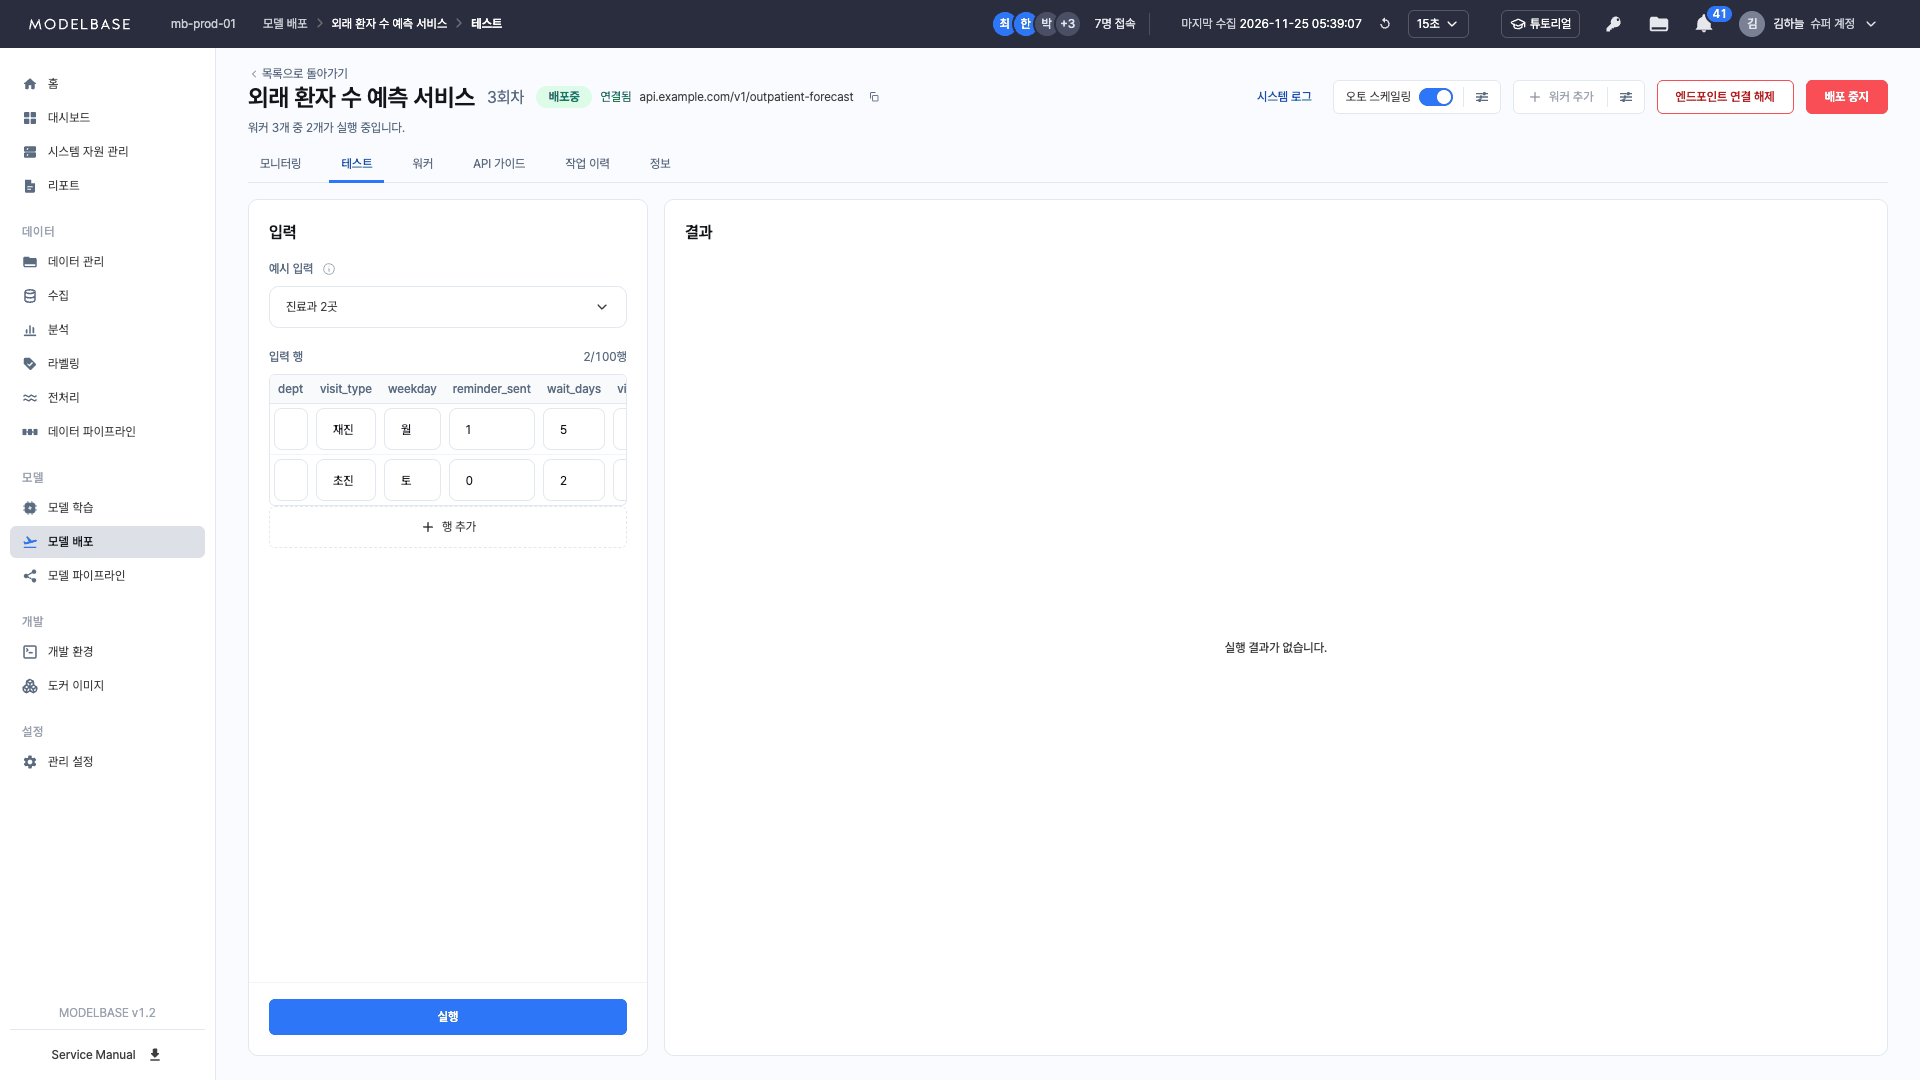 MODELBASE
mb-prod-01
모델 배포 > 외래 환자 수 예측 서비스 > 테스트
최 한 박 +3 7명 접속
마지막 수집 2026-11-25 05:39:07
15초
튜토리얼
41
김 김하늘 슈퍼 계정
홈
대시보드
시스템 자원 관리
리포트
데이터
데이터 관리
수집
분석
라벨링
전처리
데이터 파이프라인
모델
모델 학습
모델 배포
모델 파이프라인
개발
개발 환경
도커 이미지
설정
관리 설정
MODELBASE v1.2
Service Manual
목록으로 돌아가기
외래 환자 수 예측 서비스 3회차 배포중 연결됨 api.example.com/v1/outpatient-forecast
워커 3개 중 2개가 실행 중입니다.
시스템 로그
오토 스케일링
워커 추가
엔드포인트 연결 해제
배포 중지
모니터링 테스트 워커 API 가이드 작업 이력 정보
입력
예시 입력
진료과 2곳
입력 행 2/100행
dept visit_type weekday reminder_sent wait_days vi
재진 월 1 5
초진 토 0 2
행 추가
실행
결과
실행 결과가 없습니다.